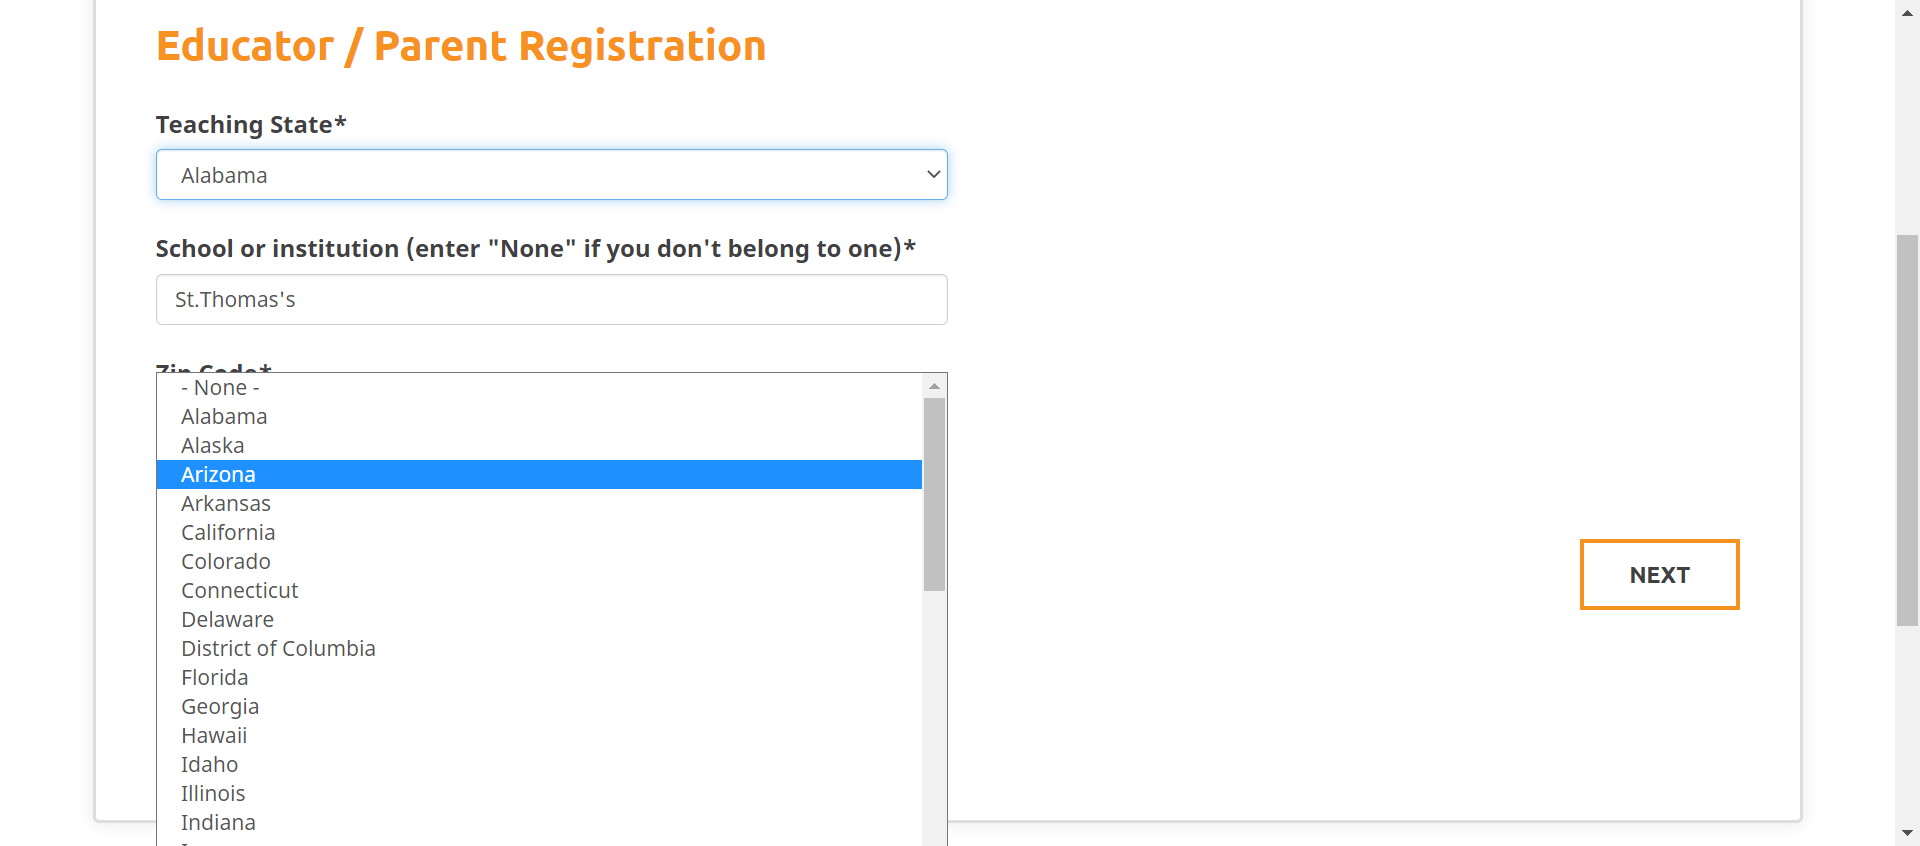 Educator / Parent Registration
Teaching State*
Alabama
School or institution (enter "None" if you don't belong to one)*
St.Thomas's
Zip Code*
- None -
Alabama
Alaska
Arizona
Arkansas
California
Colorado
Connecticut
NEXT
Delaware
District of Columbia
Florida
Georgia
Hawaii
Idaho
Illinois
Indiana